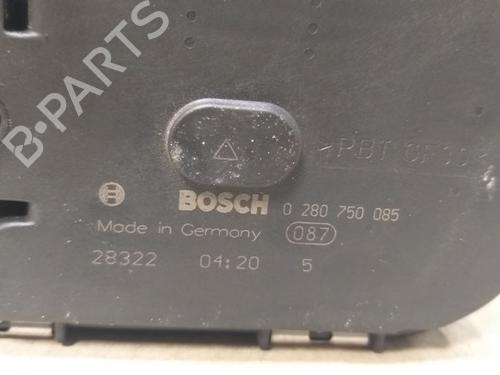 B-PARTS
>PBT GF30<
BOSCH 0 280 750 085
Made in Germany 087
28322 04:20 5